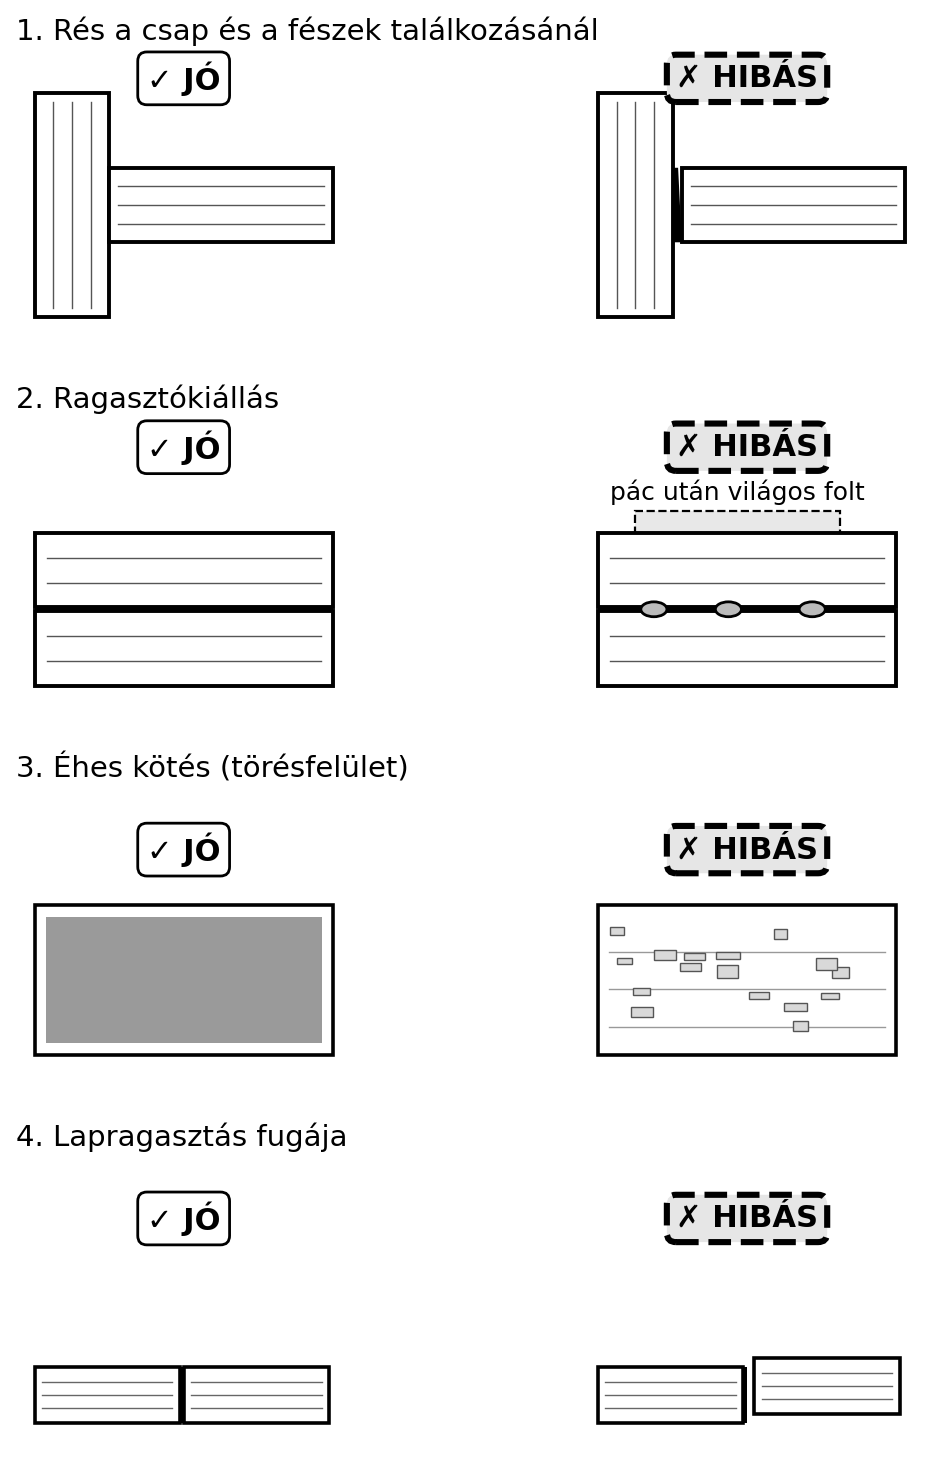 1. Rés a csap és a fészek találkozásánál
✓ JÓ
✗ HIBÁS
2. Ragasztókiállás
✓ JÓ
✗ HIBÁS
pác után világos folt
3. Éhes kötés (törésfelület)
✓ JÓ
✗ HIBÁS
4. Lapragasztás fugája
✓ JÓ
✗ HIBÁS